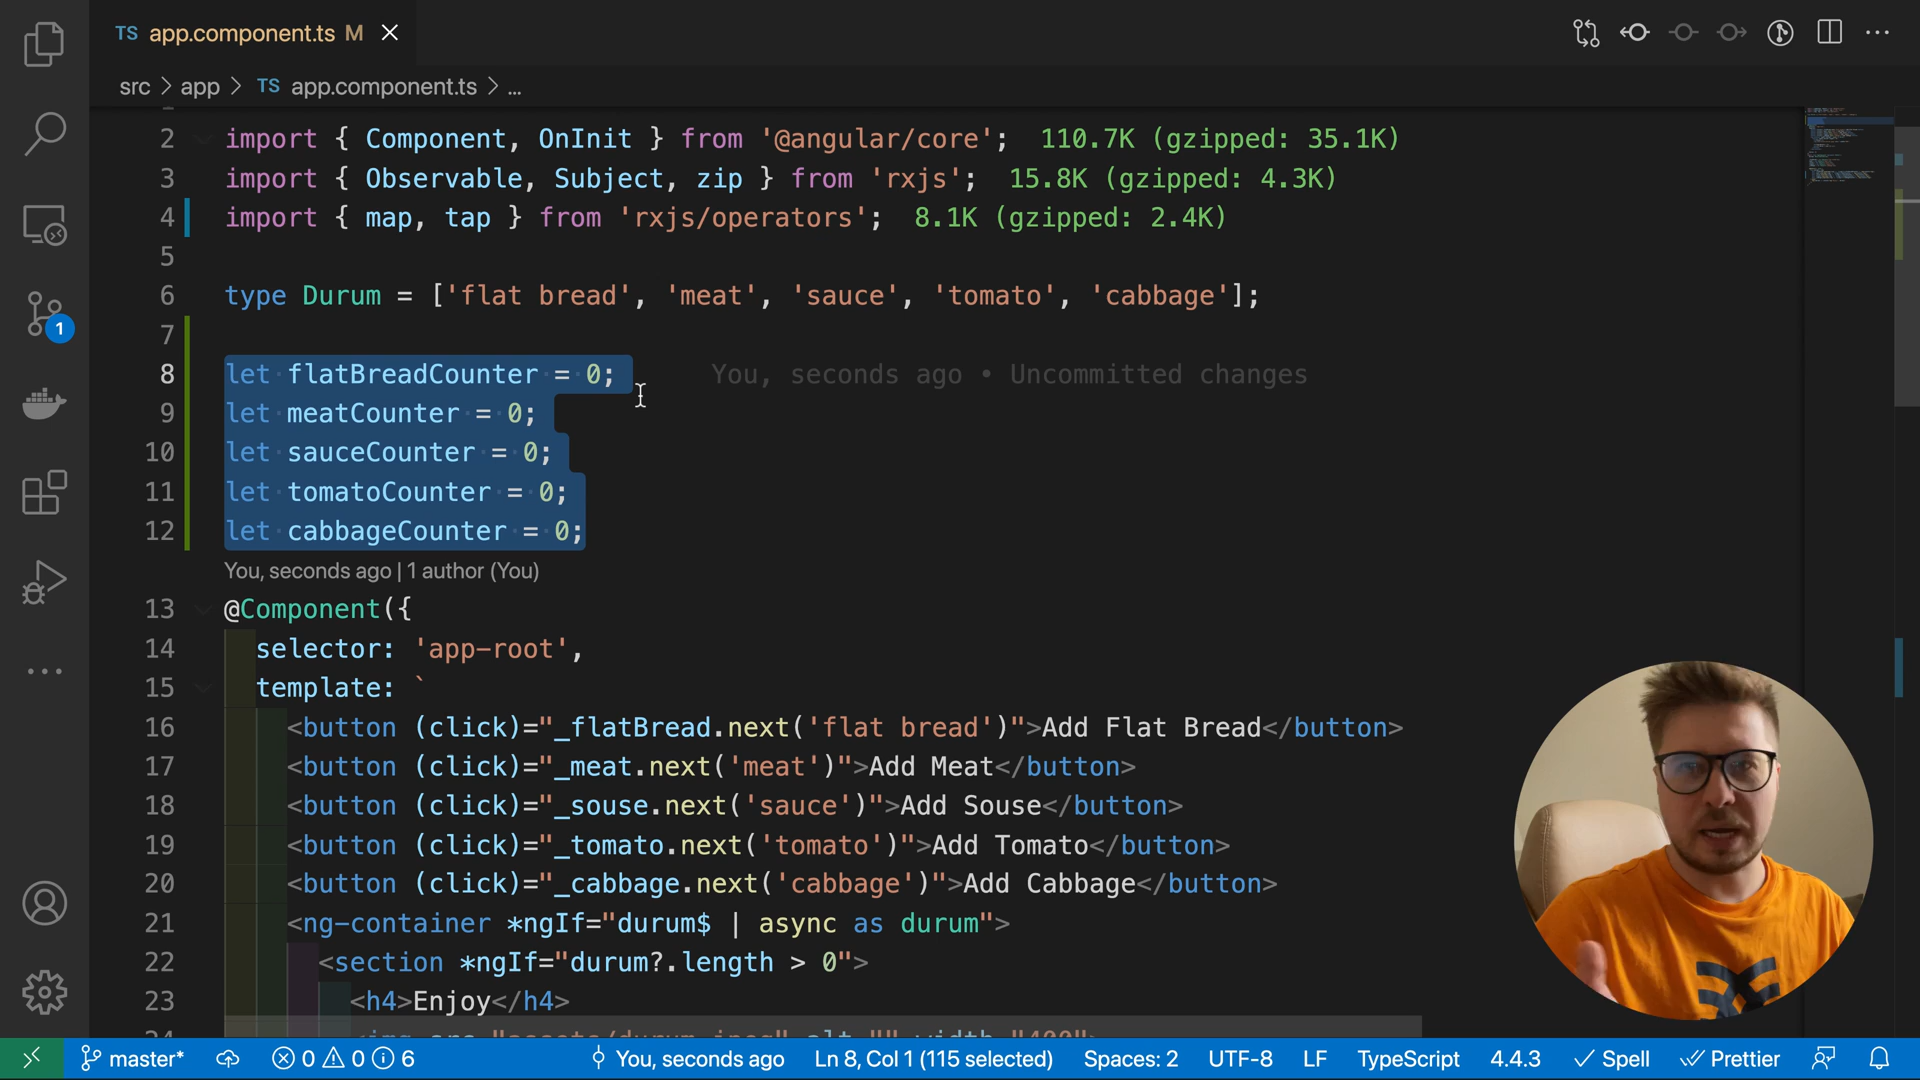 TS app.component.ts M
src > app > TS app.component.ts > ...
2 import { Component, OnInit } from '@angular/core'; 110.7K (gzipped: 35.1K)
3 import { Observable, Subject, zip } from 'rxjs'; 15.8K (gzipped: 4.3K)
4 import { map, tap } from 'rxjs/operators'; 8.1K (gzipped: 2.4K)
5
6 type Durum = ['flat bread', 'meat', 'sauce', 'tomato', 'cabbage'];
7
8 let flatBreadCounter = 0; You, seconds ago • Uncommitted changes
9 let meatCounter = 0;
10 let sauceCounter = 0;
11 let tomatoCounter = 0;
12 let cabbageCounter = 0;
You, seconds ago | 1 author (You)
13 @Component({
14 selector: 'app-root',
15 template: `
16 <button (click)="_flatBread.next('flat bread')">Add Flat Bread</button>
17 <button (click)="_meat.next('meat')">Add Meat</button>
18 <button (click)="_souse.next('sauce')">Add Souse</button>
19 <button (click)="_tomato.next('tomato')">Add Tomato</button>
20 <button (click)="_cabbage.next('cabbage')">Add Cabbage</button>
21 <ng-container *ngIf="durum$ | async as durum">
22 <section *ngIf="durum?.length > 0">
23 <h4>Enjoy</h4>
24 <img src="assets/durum.jpeg" alt="" width="400">
1
master* 0 0 6 You, seconds ago Ln 8, Col 1 (115 selected) Spaces: 2 UTF-8 LF TypeScript 4.4.3 Spell Prettier